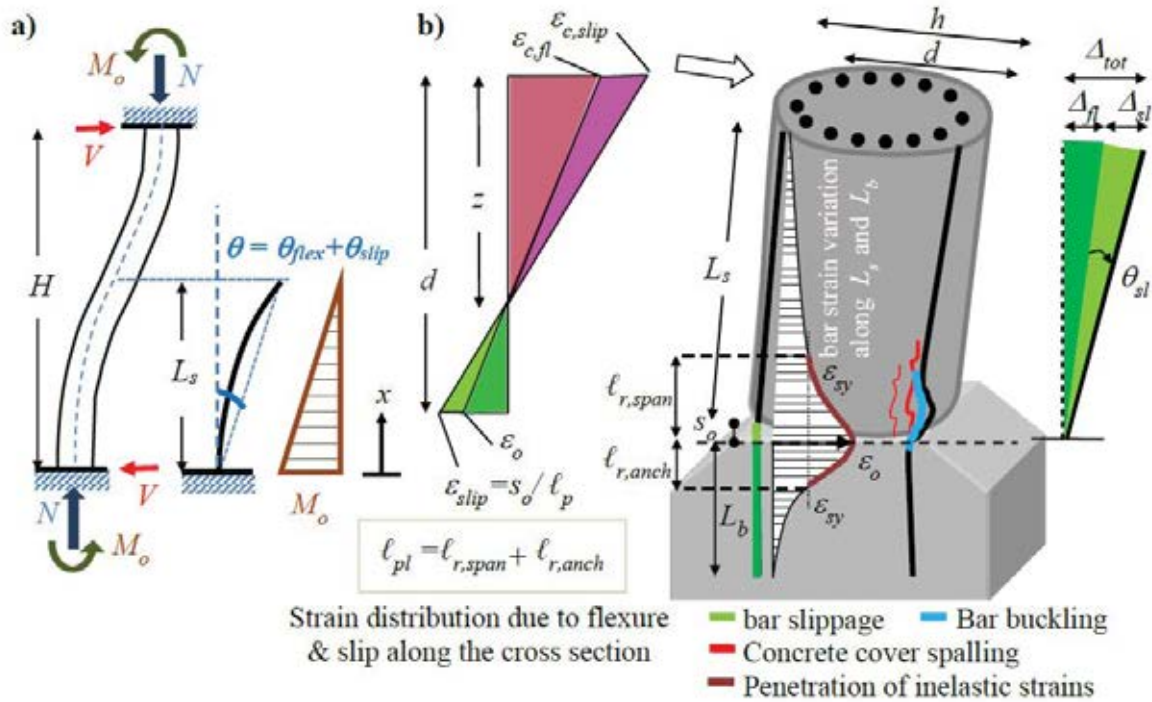 a)
M_o
N
V
H
θ = θ_flex+θ_slip
L_s
x
V
N
M_o
M_o
b)
ε_c,slip
ε_c,fl
z
d
ε_o
ε_slip=s_o/ℓ_p
ℓ_pl=ℓ_r,span+ ℓ_r,anch
Strain distribution due to flexure
& slip along the cross section
h
d
L_s
bar strain variation
along L_s and L_b
ℓ_r,span
s_o
ε_sy
ℓ_r,anch
ε_o
ε_sy
L_b
Δ_tot
Δ_fl
Δ_sl
θ_sl
bar slippage
Bar buckling
Concrete cover spalling
Penetration of inelastic strains